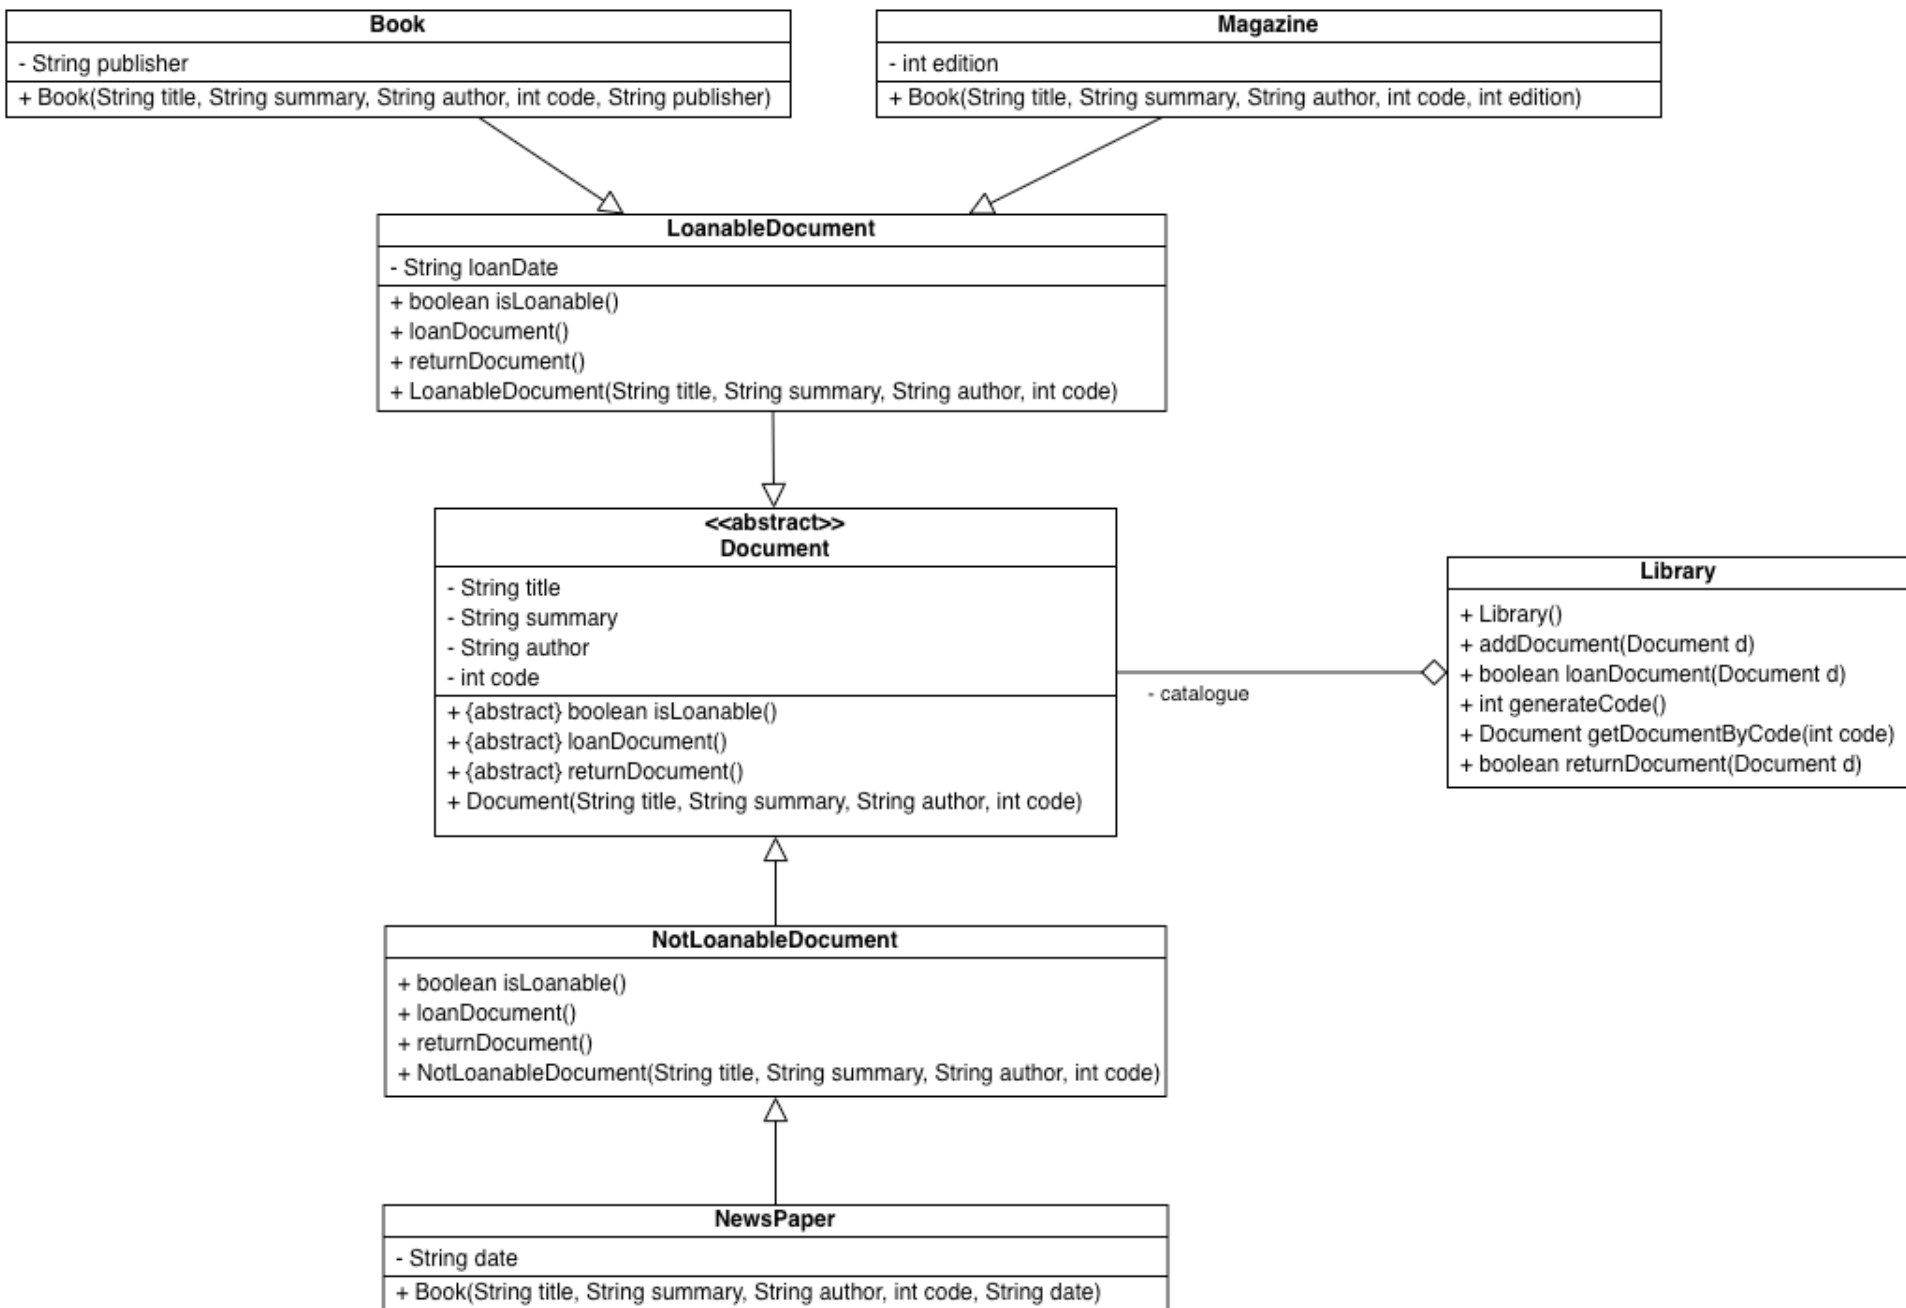 Book
- String publisher
+ Book(String title, String summary, String author, int code, String publisher)
Magazine
- int edition
+ Book(String title, String summary, String author, int code, int edition)
LoanableDocument
- String loanDate
+ boolean isLoanable()
+ loanDocument()
+ returnDocument()
+ LoanableDocument(String title, String summary, String author, int code)
<<abstract>>
Document
- String title
- String summary
- String author
- int code
+ {abstract} boolean isLoanable()
+ {abstract} loanDocument()
+ {abstract} returnDocument()
+ Document(String title, String summary, String author, int code)
- catalogue
Library
+ Library()
+ addDocument(Document d)
+ boolean loanDocument(Document d)
+ int generateCode()
+ Document getDocumentByCode(int code)
+ boolean returnDocument(Document d)
NotLoanableDocument
+ boolean isLoanable()
+ loanDocument()
+ returnDocument()
+ NotLoanableDocument(String title, String summary, String author, int code)
NewsPaper
- String date
+ Book(String title, String summary, String author, int code, String date)